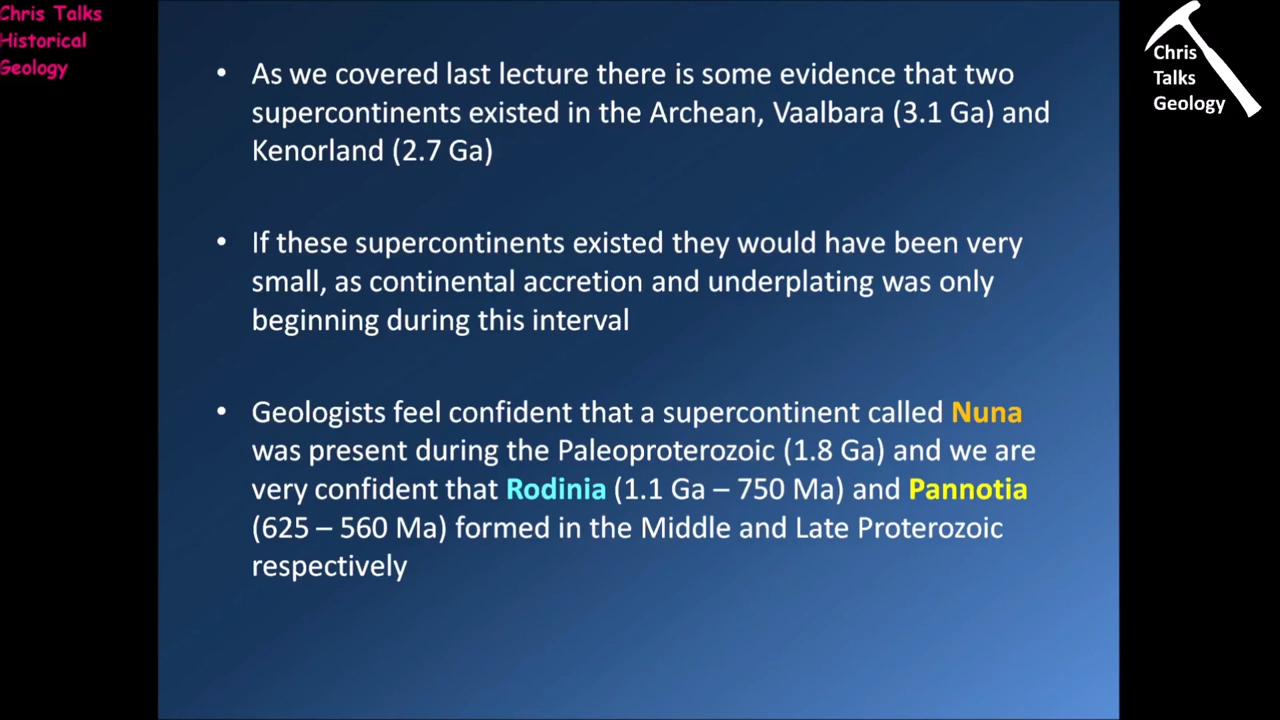 Chris Talks
Historical
Geology
Chris
Talks
Geology
• As we covered last lecture there is some evidence that two
supercontinents existed in the Archean, Vaalbara (3.1 Ga) and
Kenorland (2.7 Ga)
• If these supercontinents existed they would have been very
small, as continental accretion and underplating was only
beginning during this interval
• Geologists feel confident that a supercontinent called Nuna
was present during the Paleoproterozoic (1.8 Ga) and we are
very confident that Rodinia (1.1 Ga – 750 Ma) and Pannotia
(625 – 560 Ma) formed in the Middle and Late Proterozoic
respectively